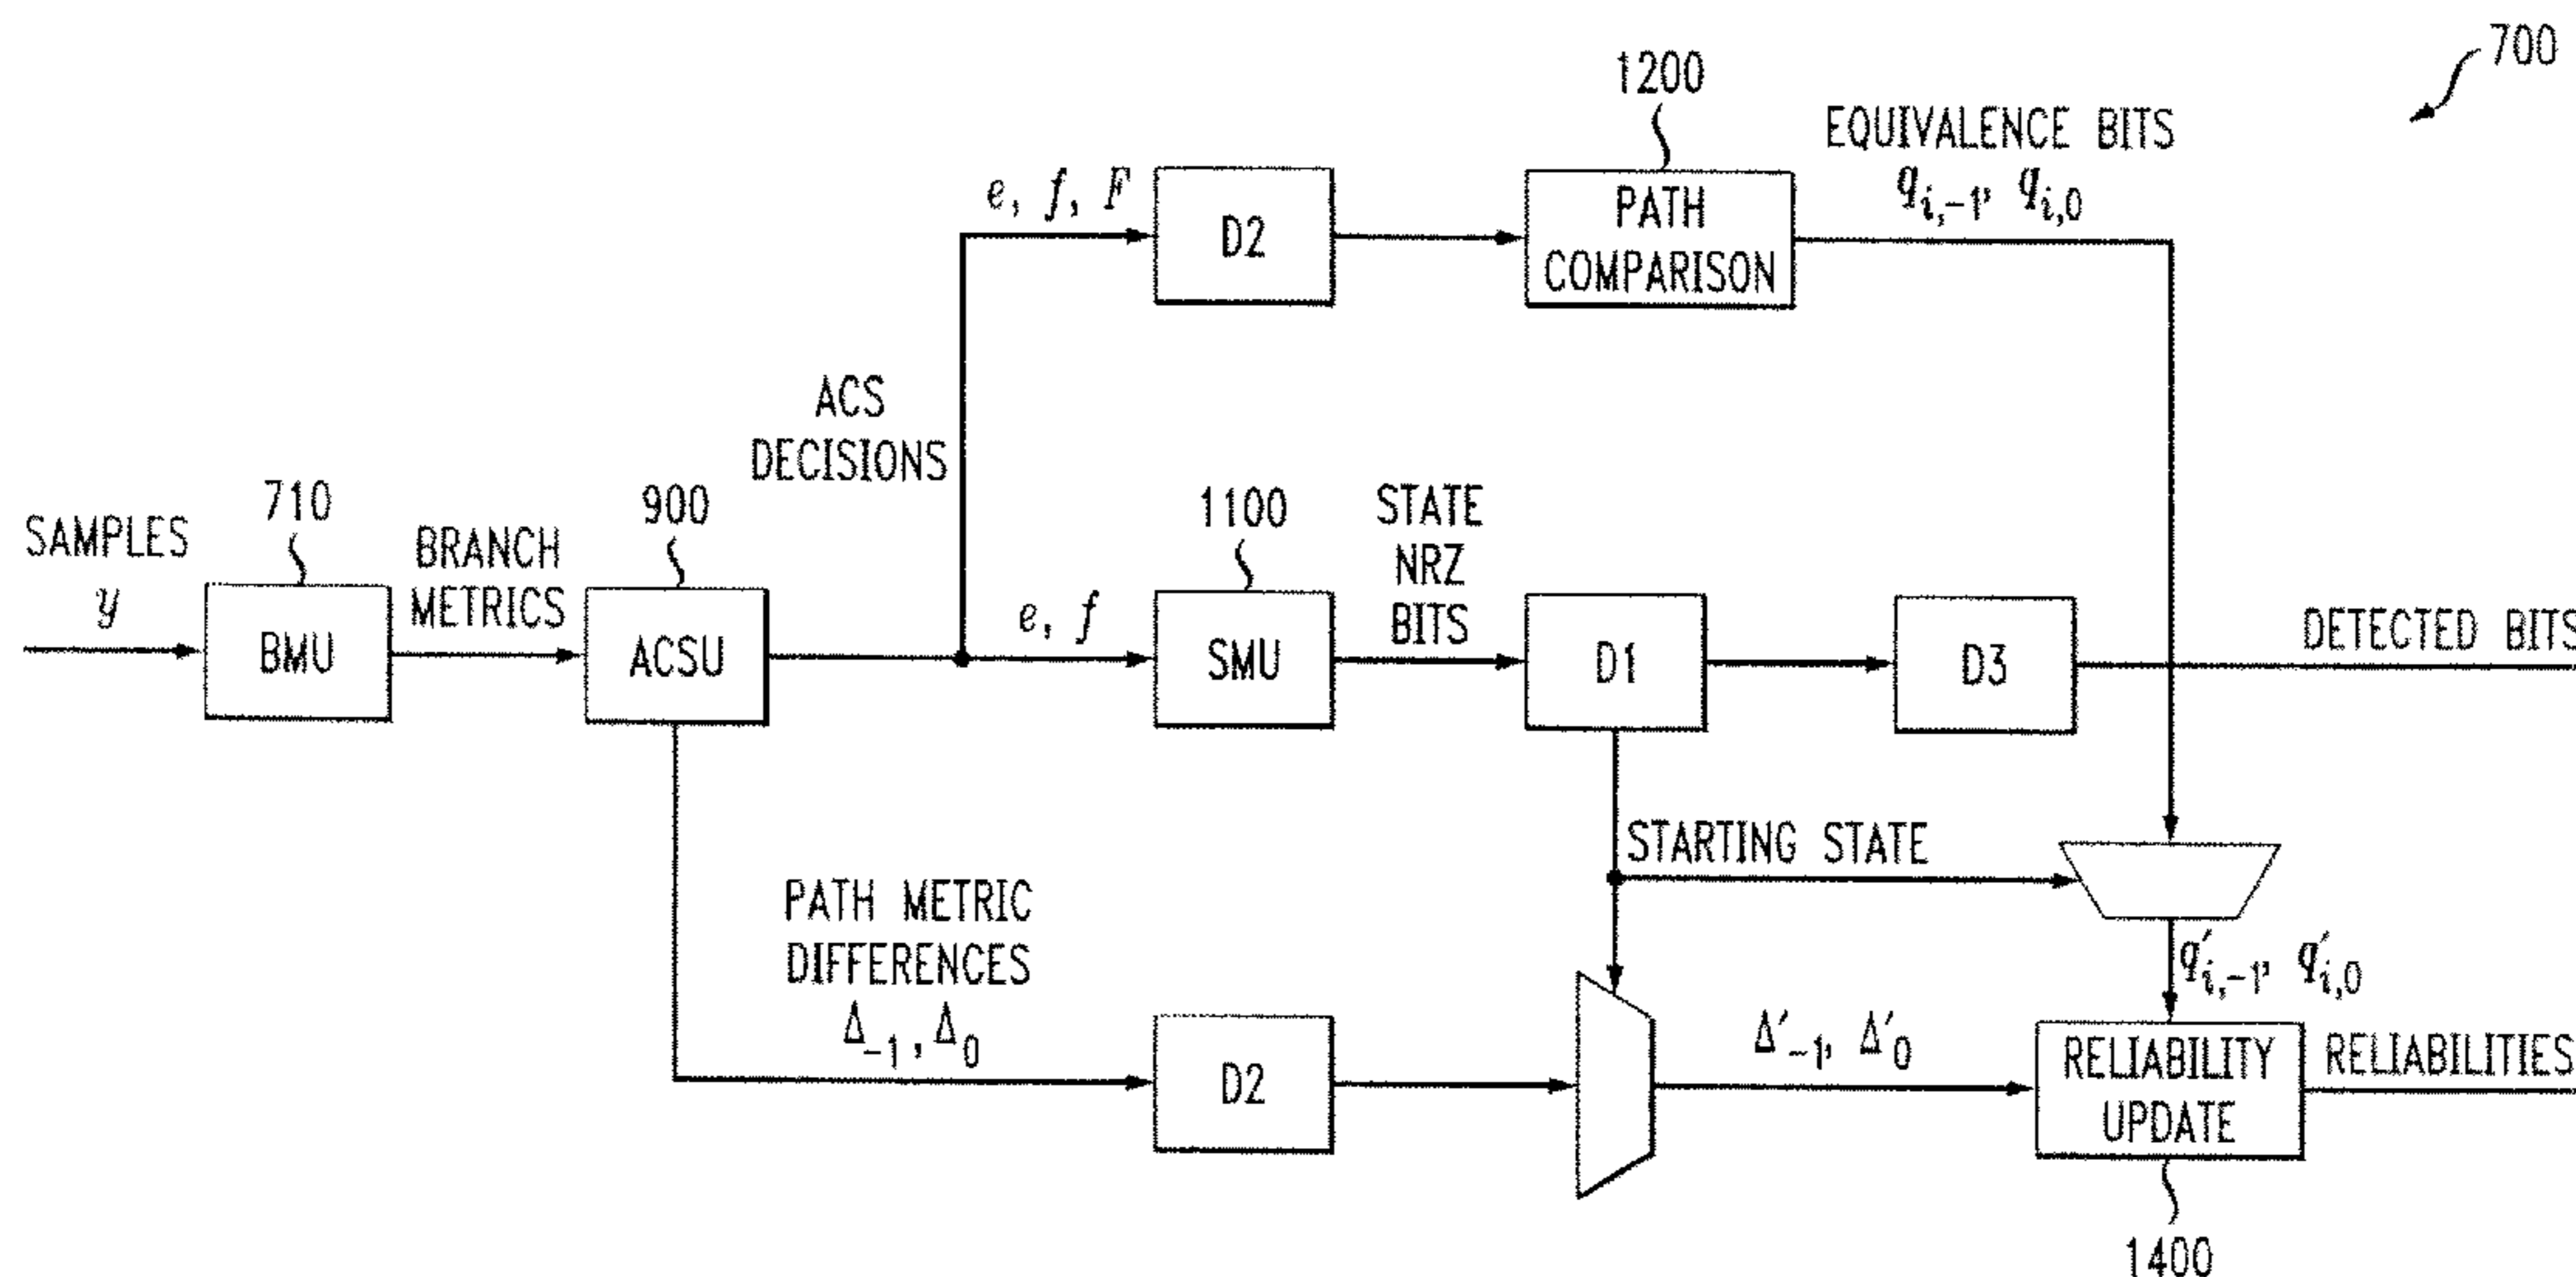 700
1200
EQUIVALENCE BITS
q_{i,-1}, q_{i,0}
e, f, F
D2
PATH
COMPARISON
ACS
DECISIONS
SAMPLES
y
710
BMU
BRANCH
METRICS
900
ACSU
e, f
1100
SMU
STATE
NRZ
BITS
D1
D3
DETECTED BITS
STARTING STATE
PATH METRIC
DIFFERENCES
Δ_{-1}, Δ_0
D2
Δ'_{-1}, Δ'_0
q'_{i,-1}, q'_{i,0}
RELIABILITY
UPDATE
RELIABILITIES
1400